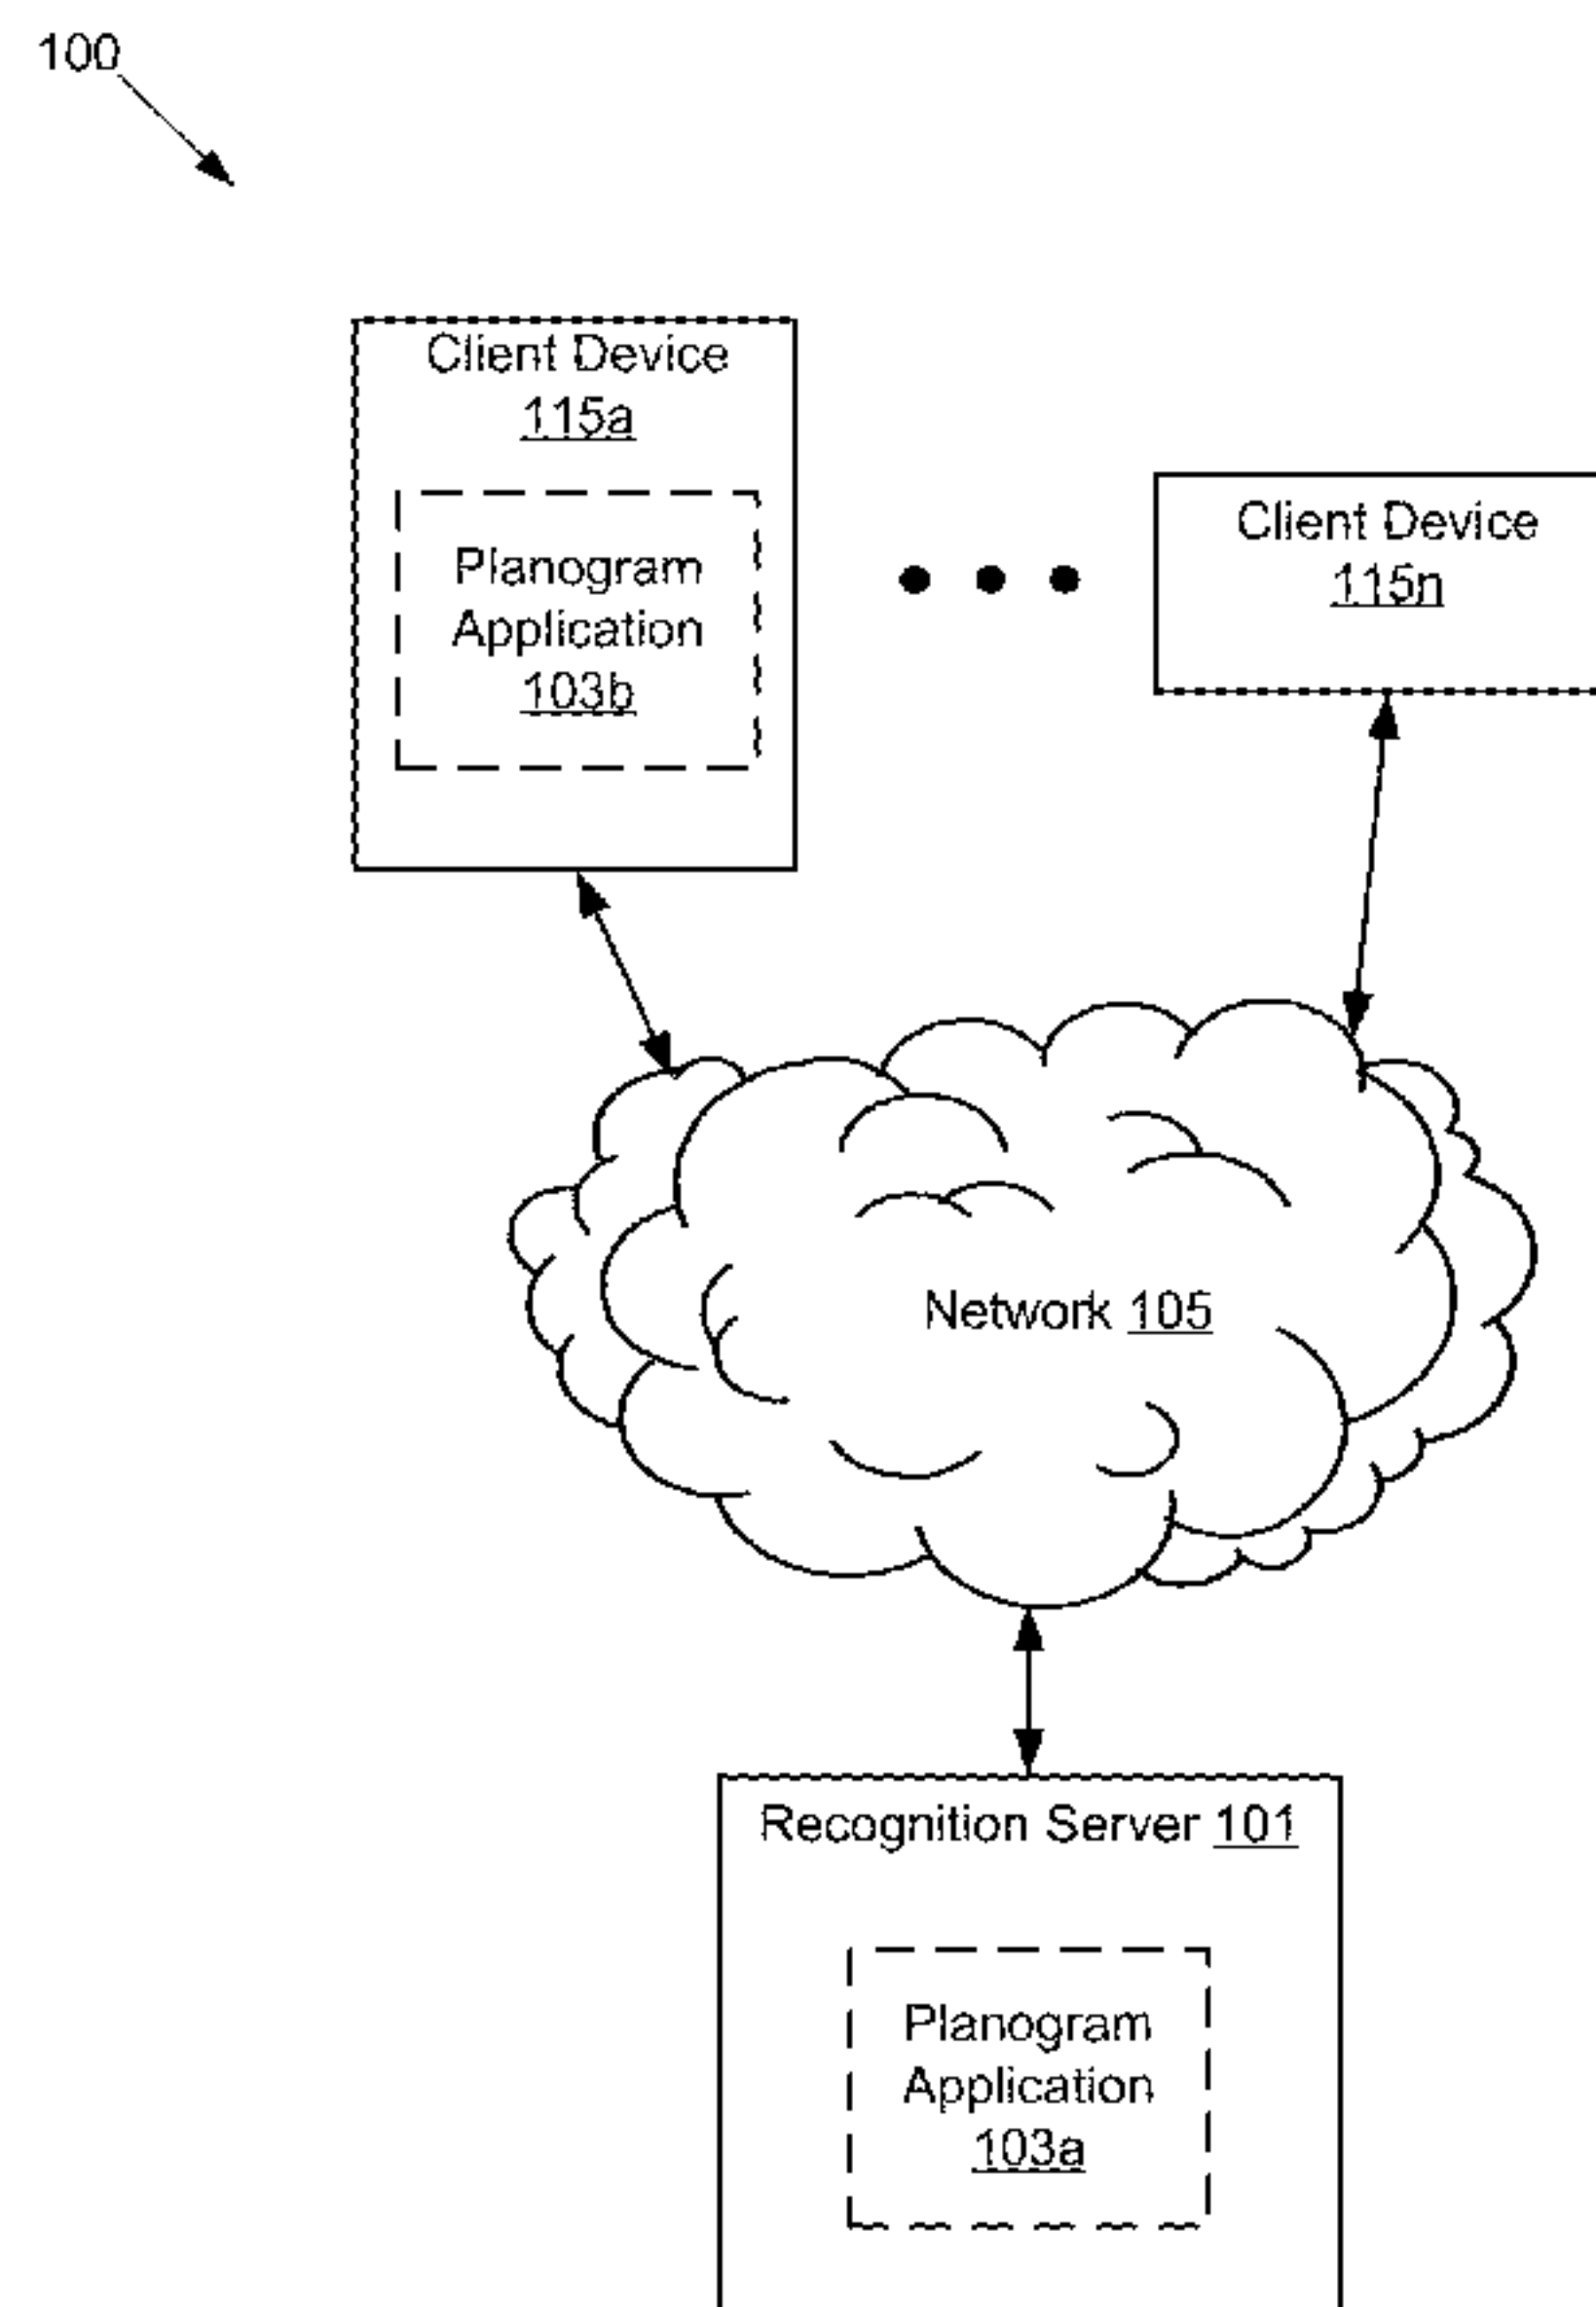 100
Client Device
115a
Planogram
Application
103b
Client Device
115n
Network 105
Recognition Server 101
Planogram
Application
103a